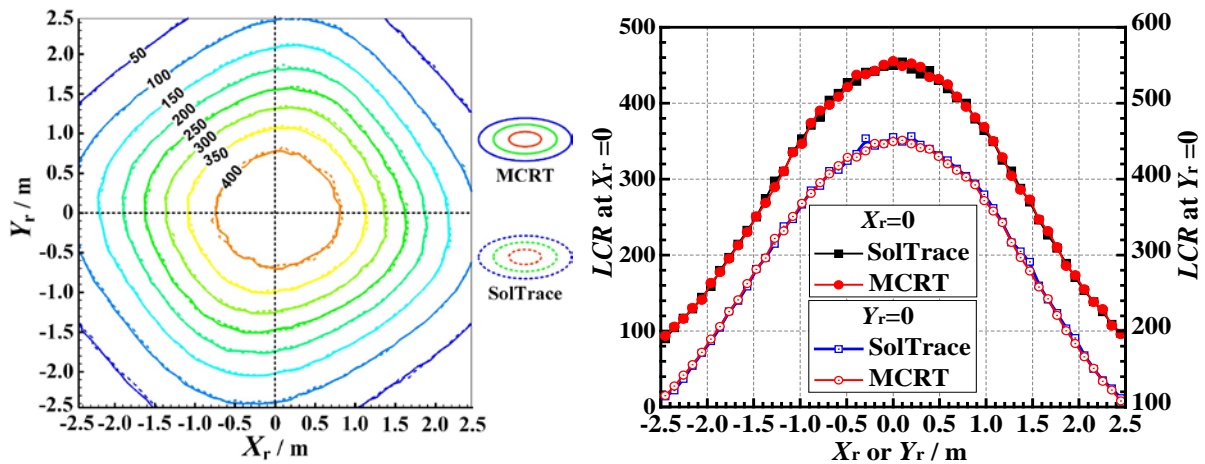 2.5
2.0
1.5
1.0
0.5
0
-0.5
-1.0
-1.5
-2.0
-2.5
Yr / m
50
100
150
200
250
300
350
400
-2.5 -2.0 -1.5 -1.0 -0.5 0 0.5 1.0 1.5 2.0 2.5
Xr / m
MCRT
SolTrace
500
400
300
200
100
0
LCR at Xr =0
600
500
400
300
200
100
LCR at Yr =0
Xr=0
SolTrace
MCRT
Yr=0
SolTrace
MCRT
-2.5 -2.0 -1.5 -1.0 -0.5 0.0 0.5 1.0 1.5 2.0 2.5
Xr or Yr / m